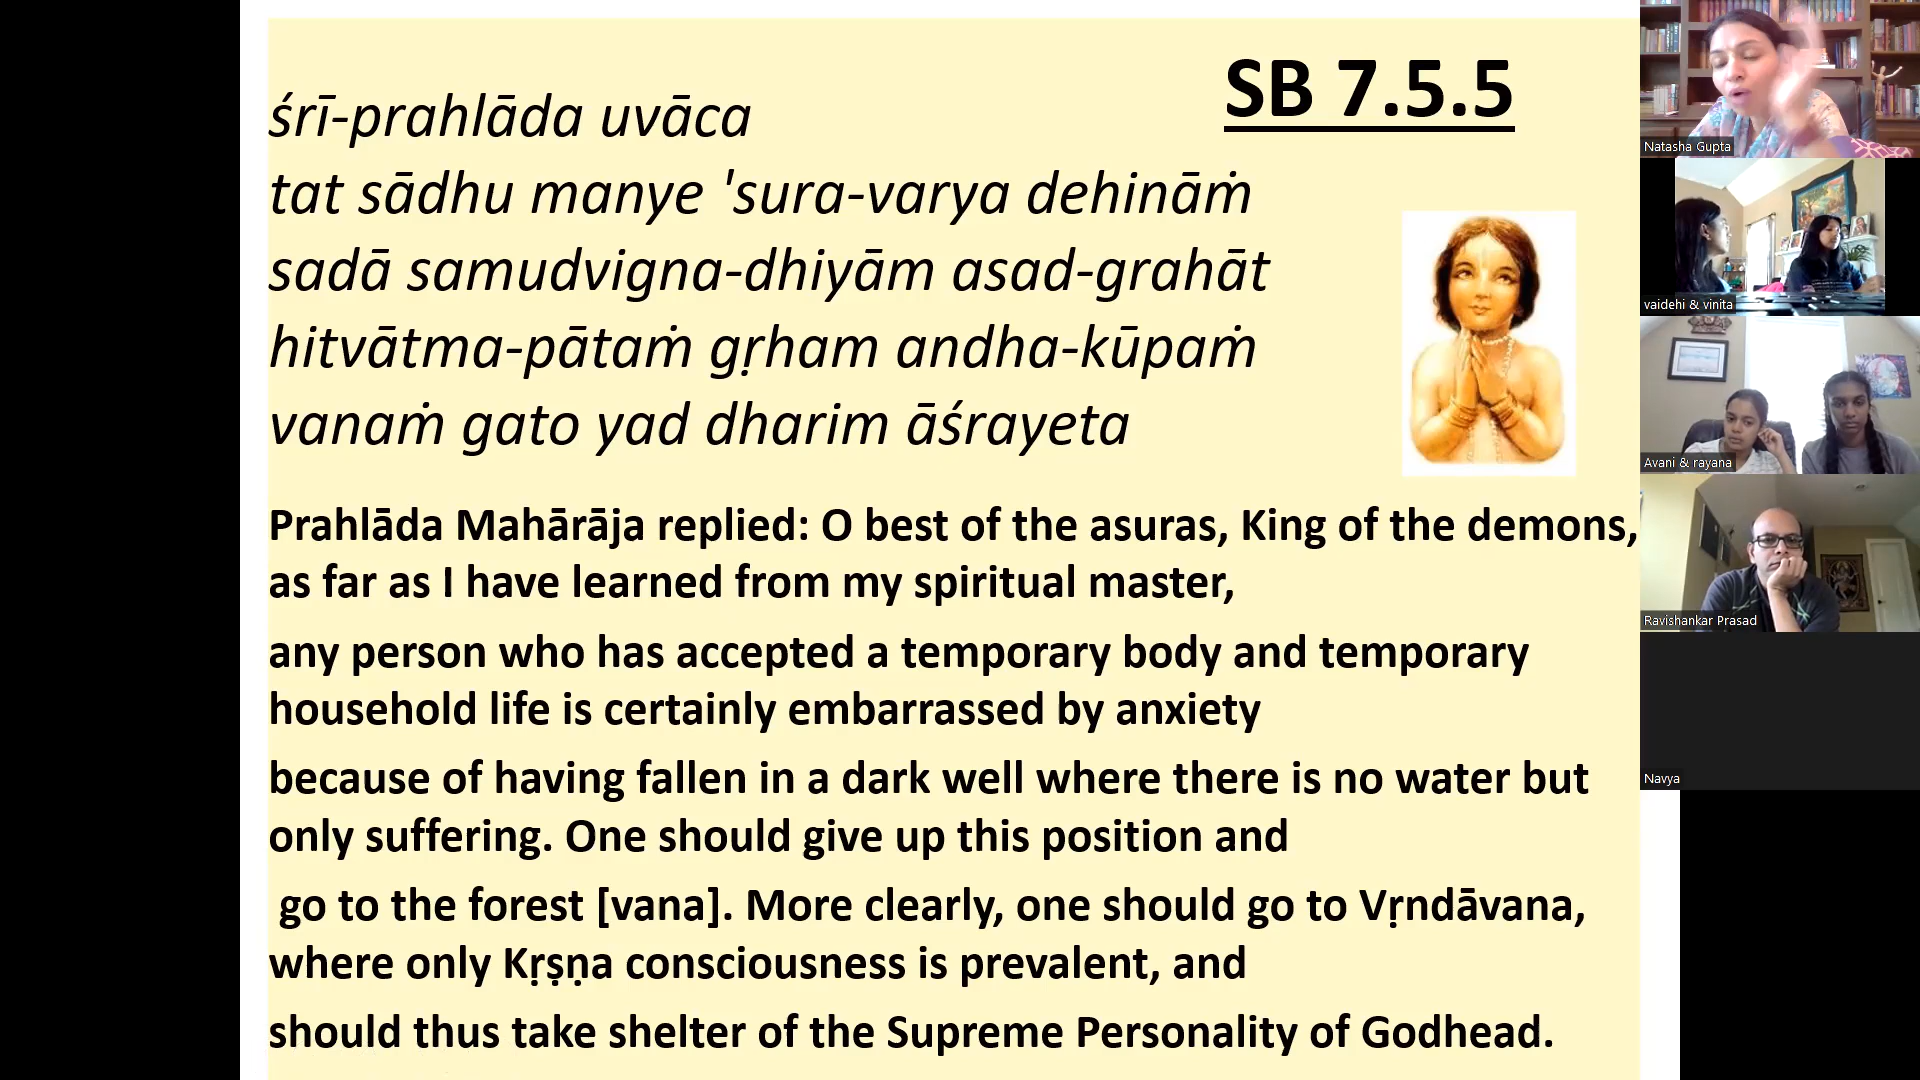 SB 7.5.5
śrī-prahlāda uvāca
tat sādhu manye 'sura-varya dehināṁ
sadā samudvigna-dhiyām asad-grahāt
hitvātma-pātaṁ gṛham andha-kūpaṁ
vanaṁ gato yad dharim āśrayeta
Prahlāda Mahārāja replied: O best of the asuras, King of the demons,
as far as I have learned from my spiritual master,
any person who has accepted a temporary body and temporary
household life is certainly embarrassed by anxiety
because of having fallen in a dark well where there is no water but
only suffering. One should give up this position and
go to the forest [vana]. More clearly, one should go to Vṛndāvana,
where only Kṛṣṇa consciousness is prevalent, and
should thus take shelter of the Supreme Personality of Godhead.
Natasha Gupta
vaidehi & vinita
Avani & rayana
Ravishankar Prasad
Navya